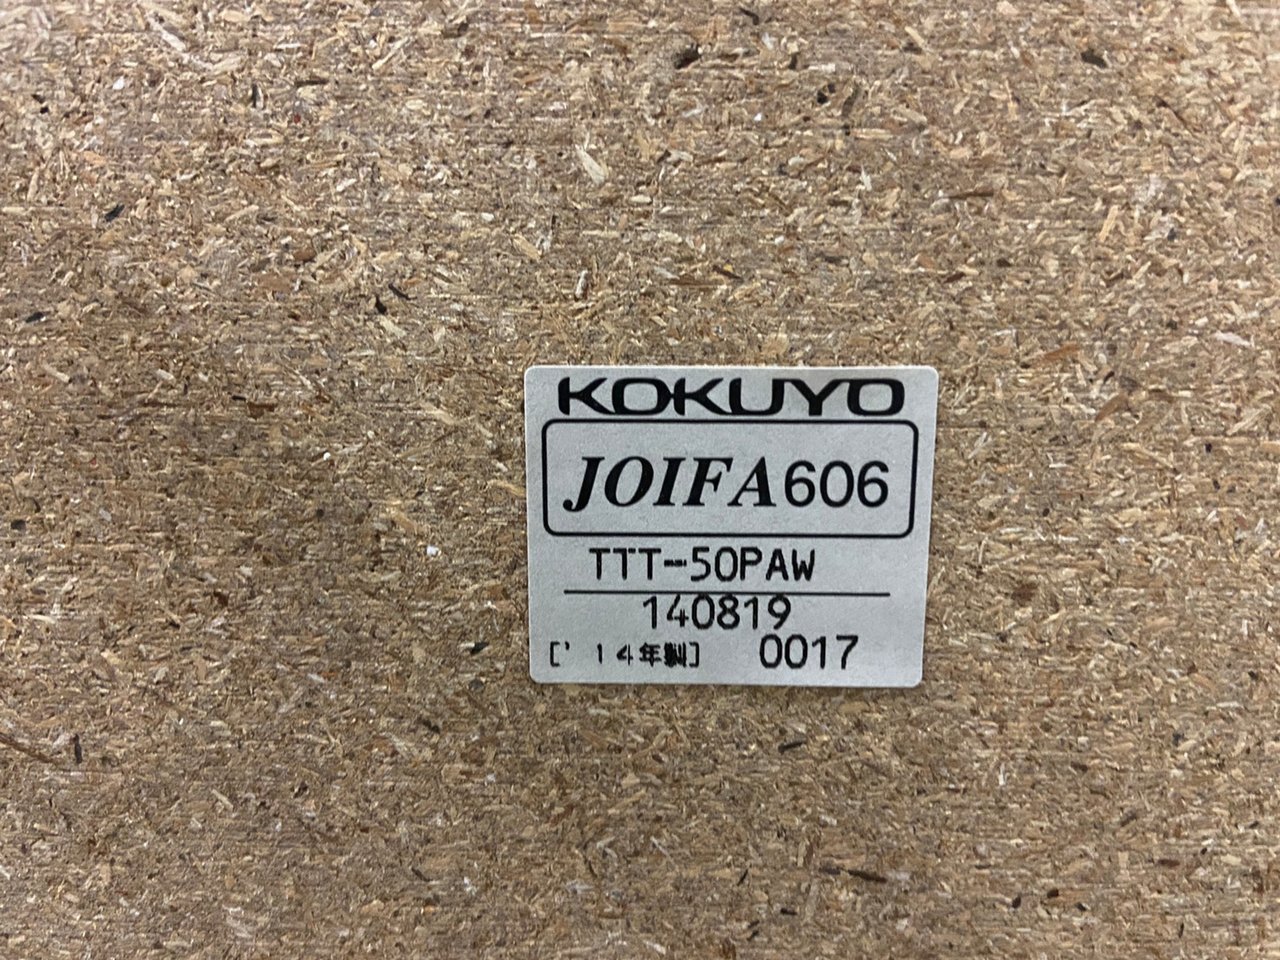 KOKUYO
JOIFA606
TTT-50PAW
140819
['14年製] 0017